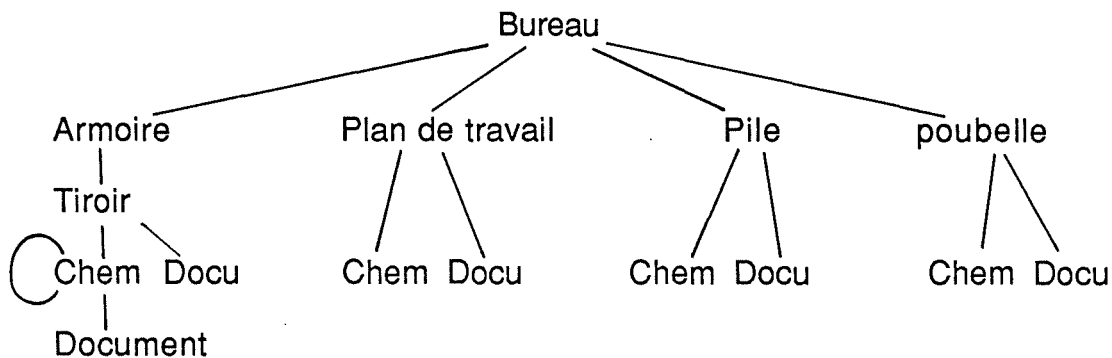 Bureau
Armoire Plan de travail Pile poubelle
Tiroir
Chem Docu Chem Docu Chem Docu Chem Docu
Document